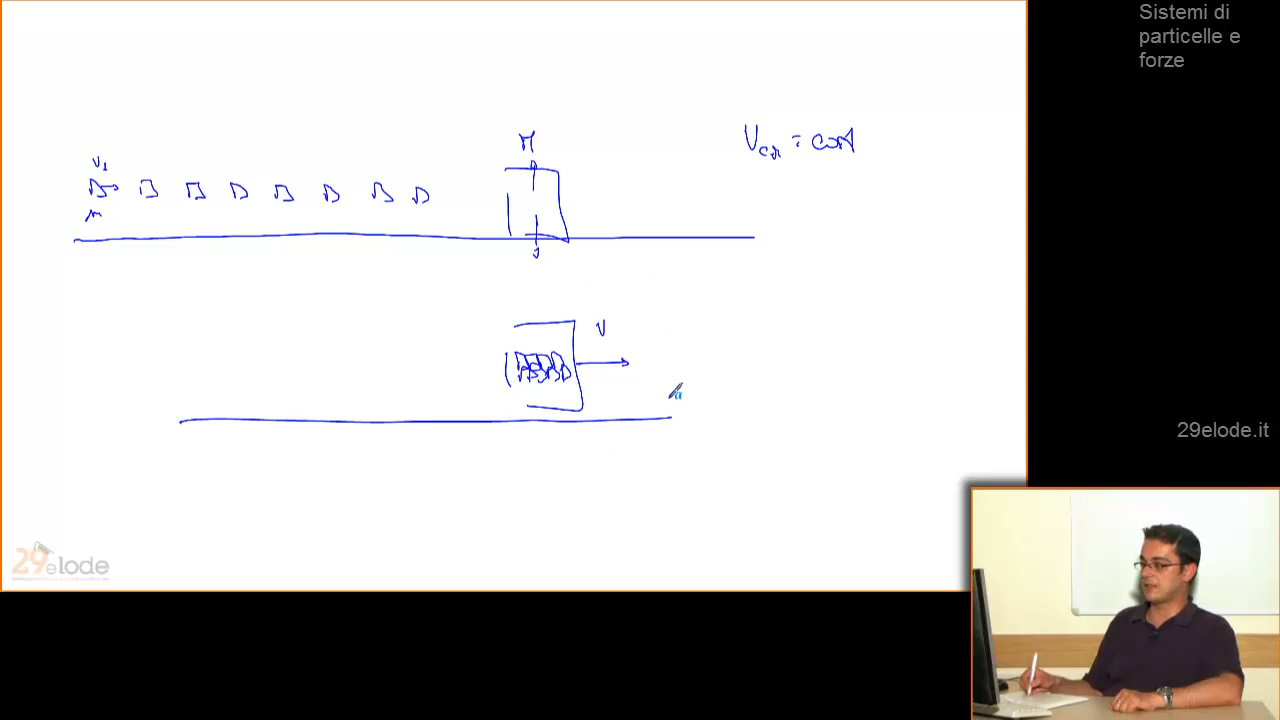 Sistemi di
particelle e
forze
M
V_CM = cost
V₁
m
V
29elode.it
29elode